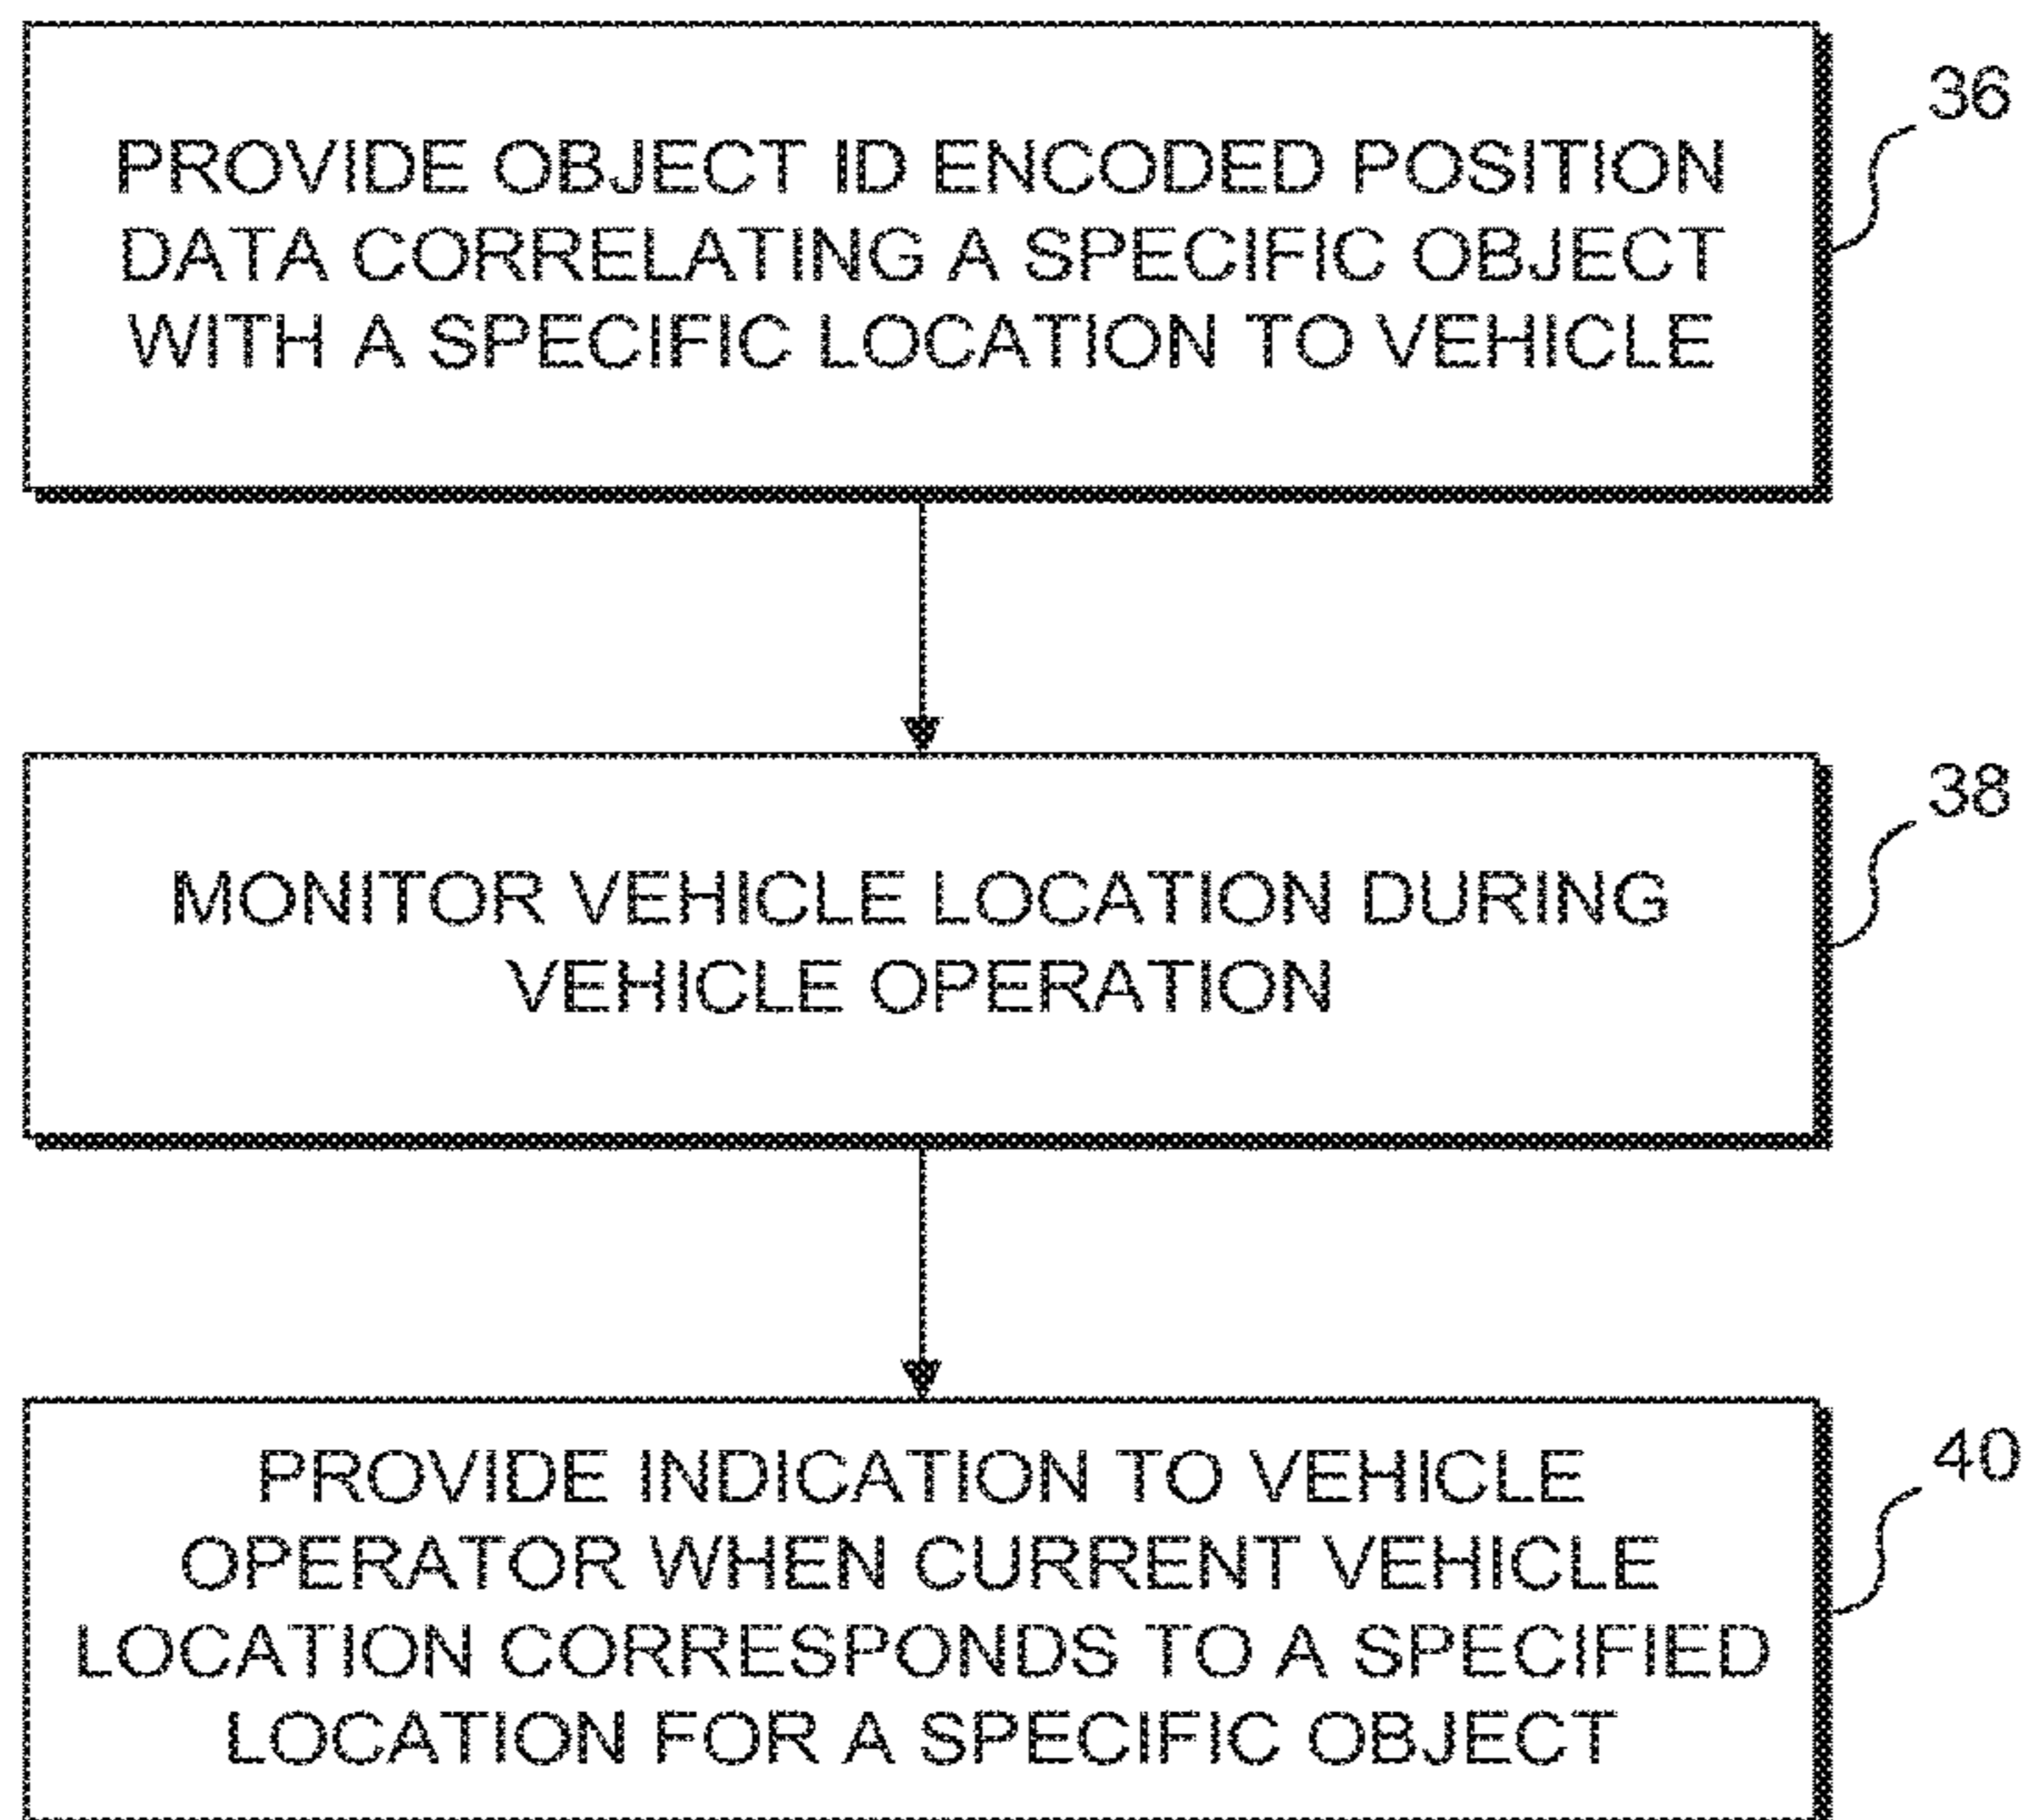 PROVIDE OBJECT ID ENCODED POSITION
DATA CORRELATING A SPECIFIC OBJECT
WITH A SPECIFIC LOCATION TO VEHICLE
36
MONITOR VEHICLE LOCATION DURING
VEHICLE OPERATION
38
PROVIDE INDICATION TO VEHICLE
OPERATOR WHEN CURRENT VEHICLE
LOCATION CORRESPONDS TO A SPECIFIED
LOCATION FOR A SPECIFIC OBJECT
40